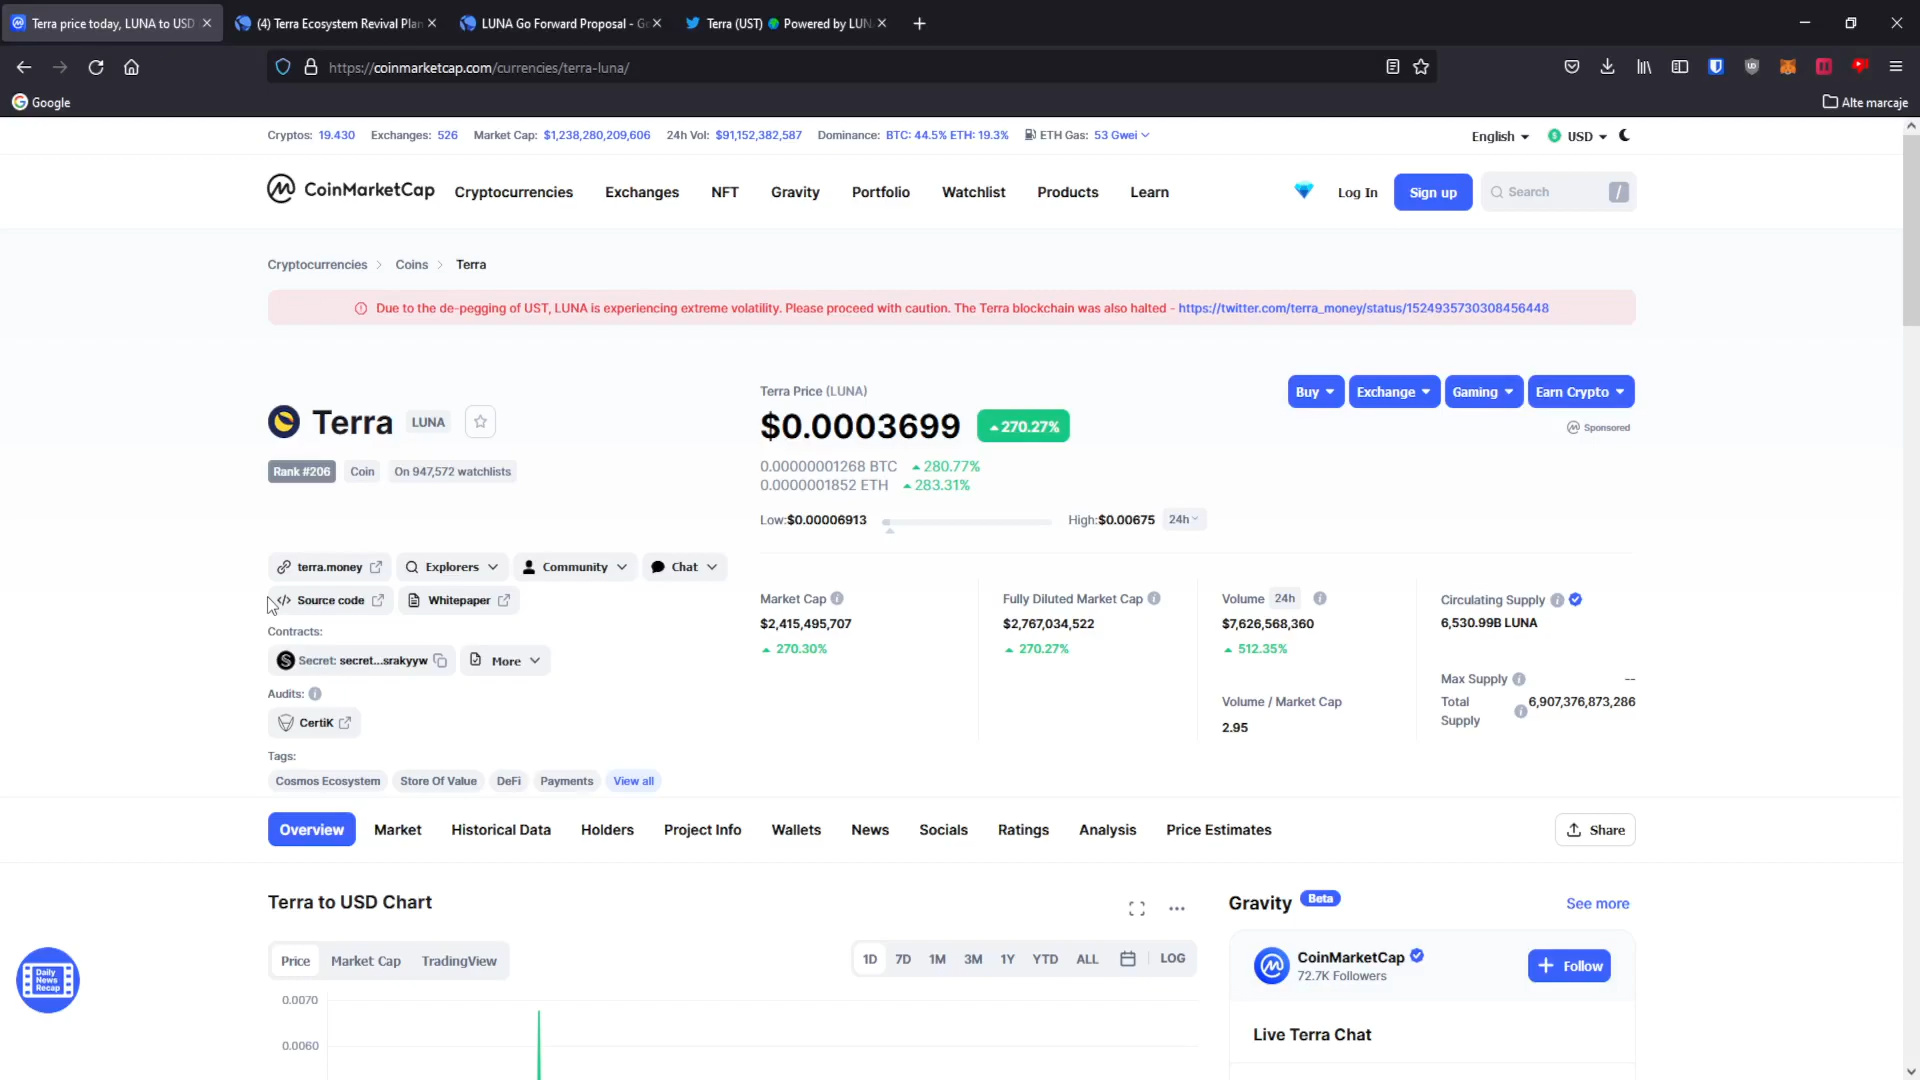 Terra price today, LUNA to USD
(4) Terra Ecosystem Revival Plan
LUNA Go Forward Proposal - Go
Terra (UST) Powered by LUN
https://coinmarketcap.com/currencies/terra-luna/
Google
Alte marcaje
Cryptos: 19.430 Exchanges: 526 Market Cap: $1,238,280,209,606 24h Vol: $91,152,382,587 Dominance: BTC: 44.5% ETH: 19.3% ETH Gas: 53 Gwei
English USD
CoinMarketCap Cryptocurrencies Exchanges NFT Gravity Portfolio Watchlist Products Learn
Log In Sign up Search /
Cryptocurrencies > Coins > Terra
Due to the de-pegging of UST, LUNA is experiencing extreme volatility. Please proceed with caution. The Terra blockchain was also halted - https://twitter.com/terra_money/status/1524935730308456448
Terra LUNA
Rank #206 Coin On 947,572 watchlists
Terra Price (LUNA)
$0.0003699 270.27%
0.00000001268 BTC 280.77%
0.0000001852 ETH 283.31%
Low:$0.00006913 High:$0.00675 24h
Buy Exchange Gaming Earn Crypto
Sponsored
terra.money Explorers Community Chat
</> Source code Whitepaper
Contracts:
Secret: secret...srakyyw More
Audits:
CertiK
Tags:
Cosmos Ecosystem Store Of Value DeFi Payments View all
Market Cap
$2,415,495,707
270.30%
Fully Diluted Market Cap
$2,767,034,522
270.27%
Volume 24h
$7,626,568,360
512.35%
Volume / Market Cap
2.95
Circulating Supply
6,530.99B LUNA
Max Supply --
Total Supply 6,907,376,873,286
Overview Market Historical Data Holders Project Info Wallets News Socials Ratings Analysis Price Estimates
Share
Terra to USD Chart
Price Market Cap TradingView
1D 7D 1M 3M 1Y YTD ALL LOG
0.0070
0.0060
Gravity Beta See more
CoinMarketCap
72.7K Followers
+ Follow
Live Terra Chat
Daily
News
Recap